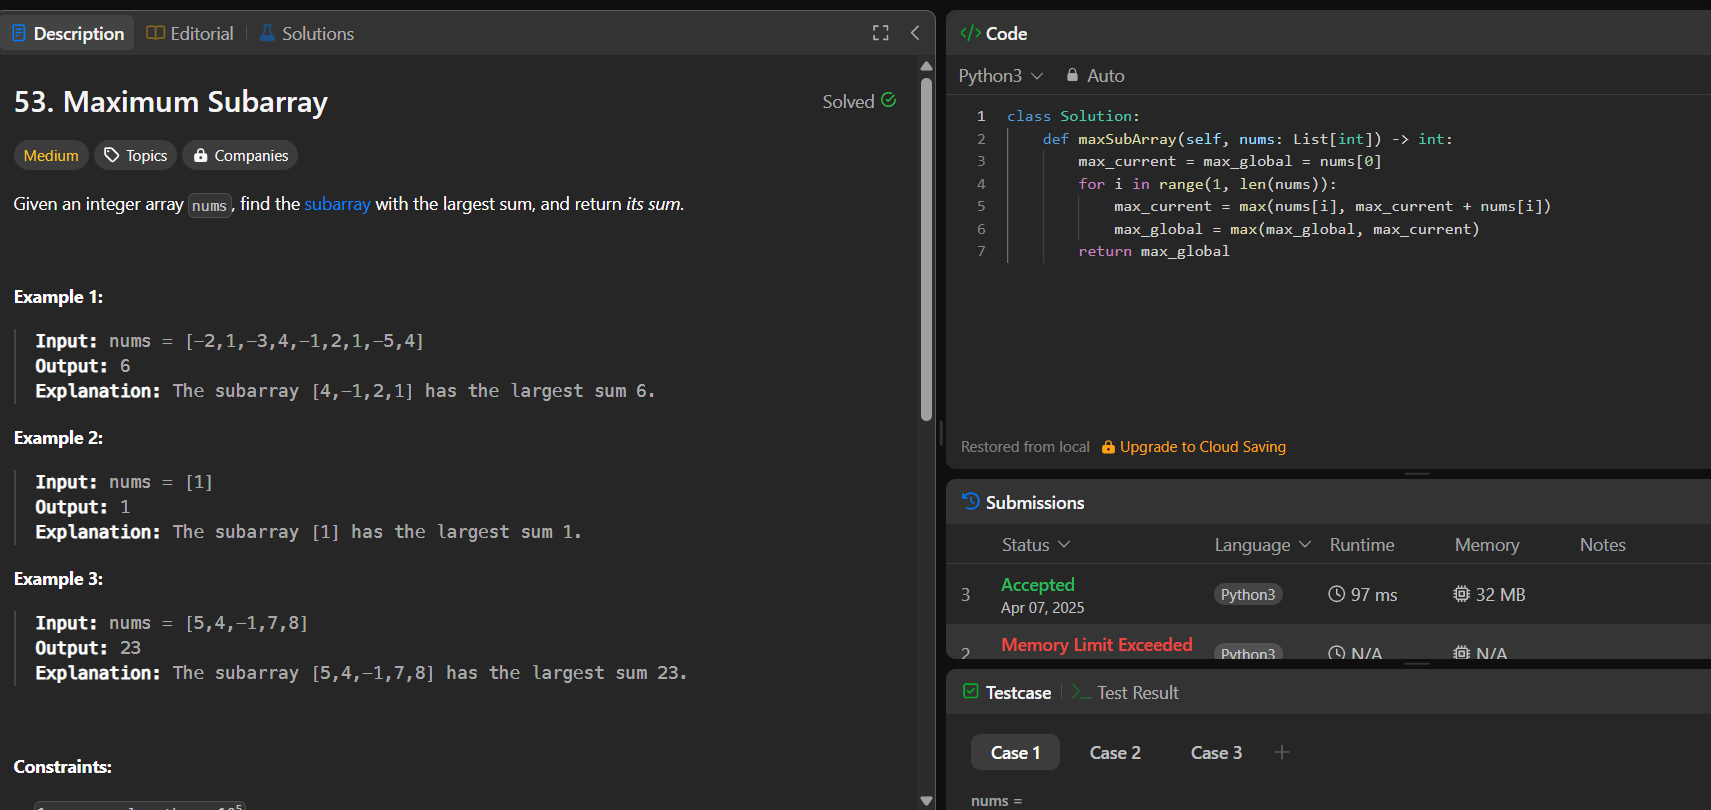 Description
Editorial
Solutions
53. Maximum Subarray
Solved
Medium
Topics
Companies
Given an integer array nums, find the subarray with the largest sum, and return its sum.
Example 1:
Input: nums = [-2,1,-3,4,-1,2,1,-5,4]
Output: 6
Explanation: The subarray [4,-1,2,1] has the largest sum 6.
Example 2:
Input: nums = [1]
Output: 1
Explanation: The subarray [1] has the largest sum 1.
Example 3:
Input: nums = [5,4,-1,7,8]
Output: 23
Explanation: The subarray [5,4,-1,7,8] has the largest sum 23.
Constraints:
</> Code
Python3
Auto
1 class Solution:
2     def maxSubArray(self, nums: List[int]) -> int:
3         max_current = max_global = nums[0]
4         for i in range(1, len(nums)):
5             max_current = max(nums[i], max_current + nums[i])
6             max_global = max(max_global, max_current)
7         return max_global
Restored from local
Upgrade to Cloud Saving
Submissions
Status Language Runtime Memory Notes
3 Accepted Python3 97 ms 32 MB
Apr 07, 2025
2 Memory Limit Exceeded Python3 N/A N/A
Testcase
Test Result
Case 1 Case 2 Case 3 +
nums =